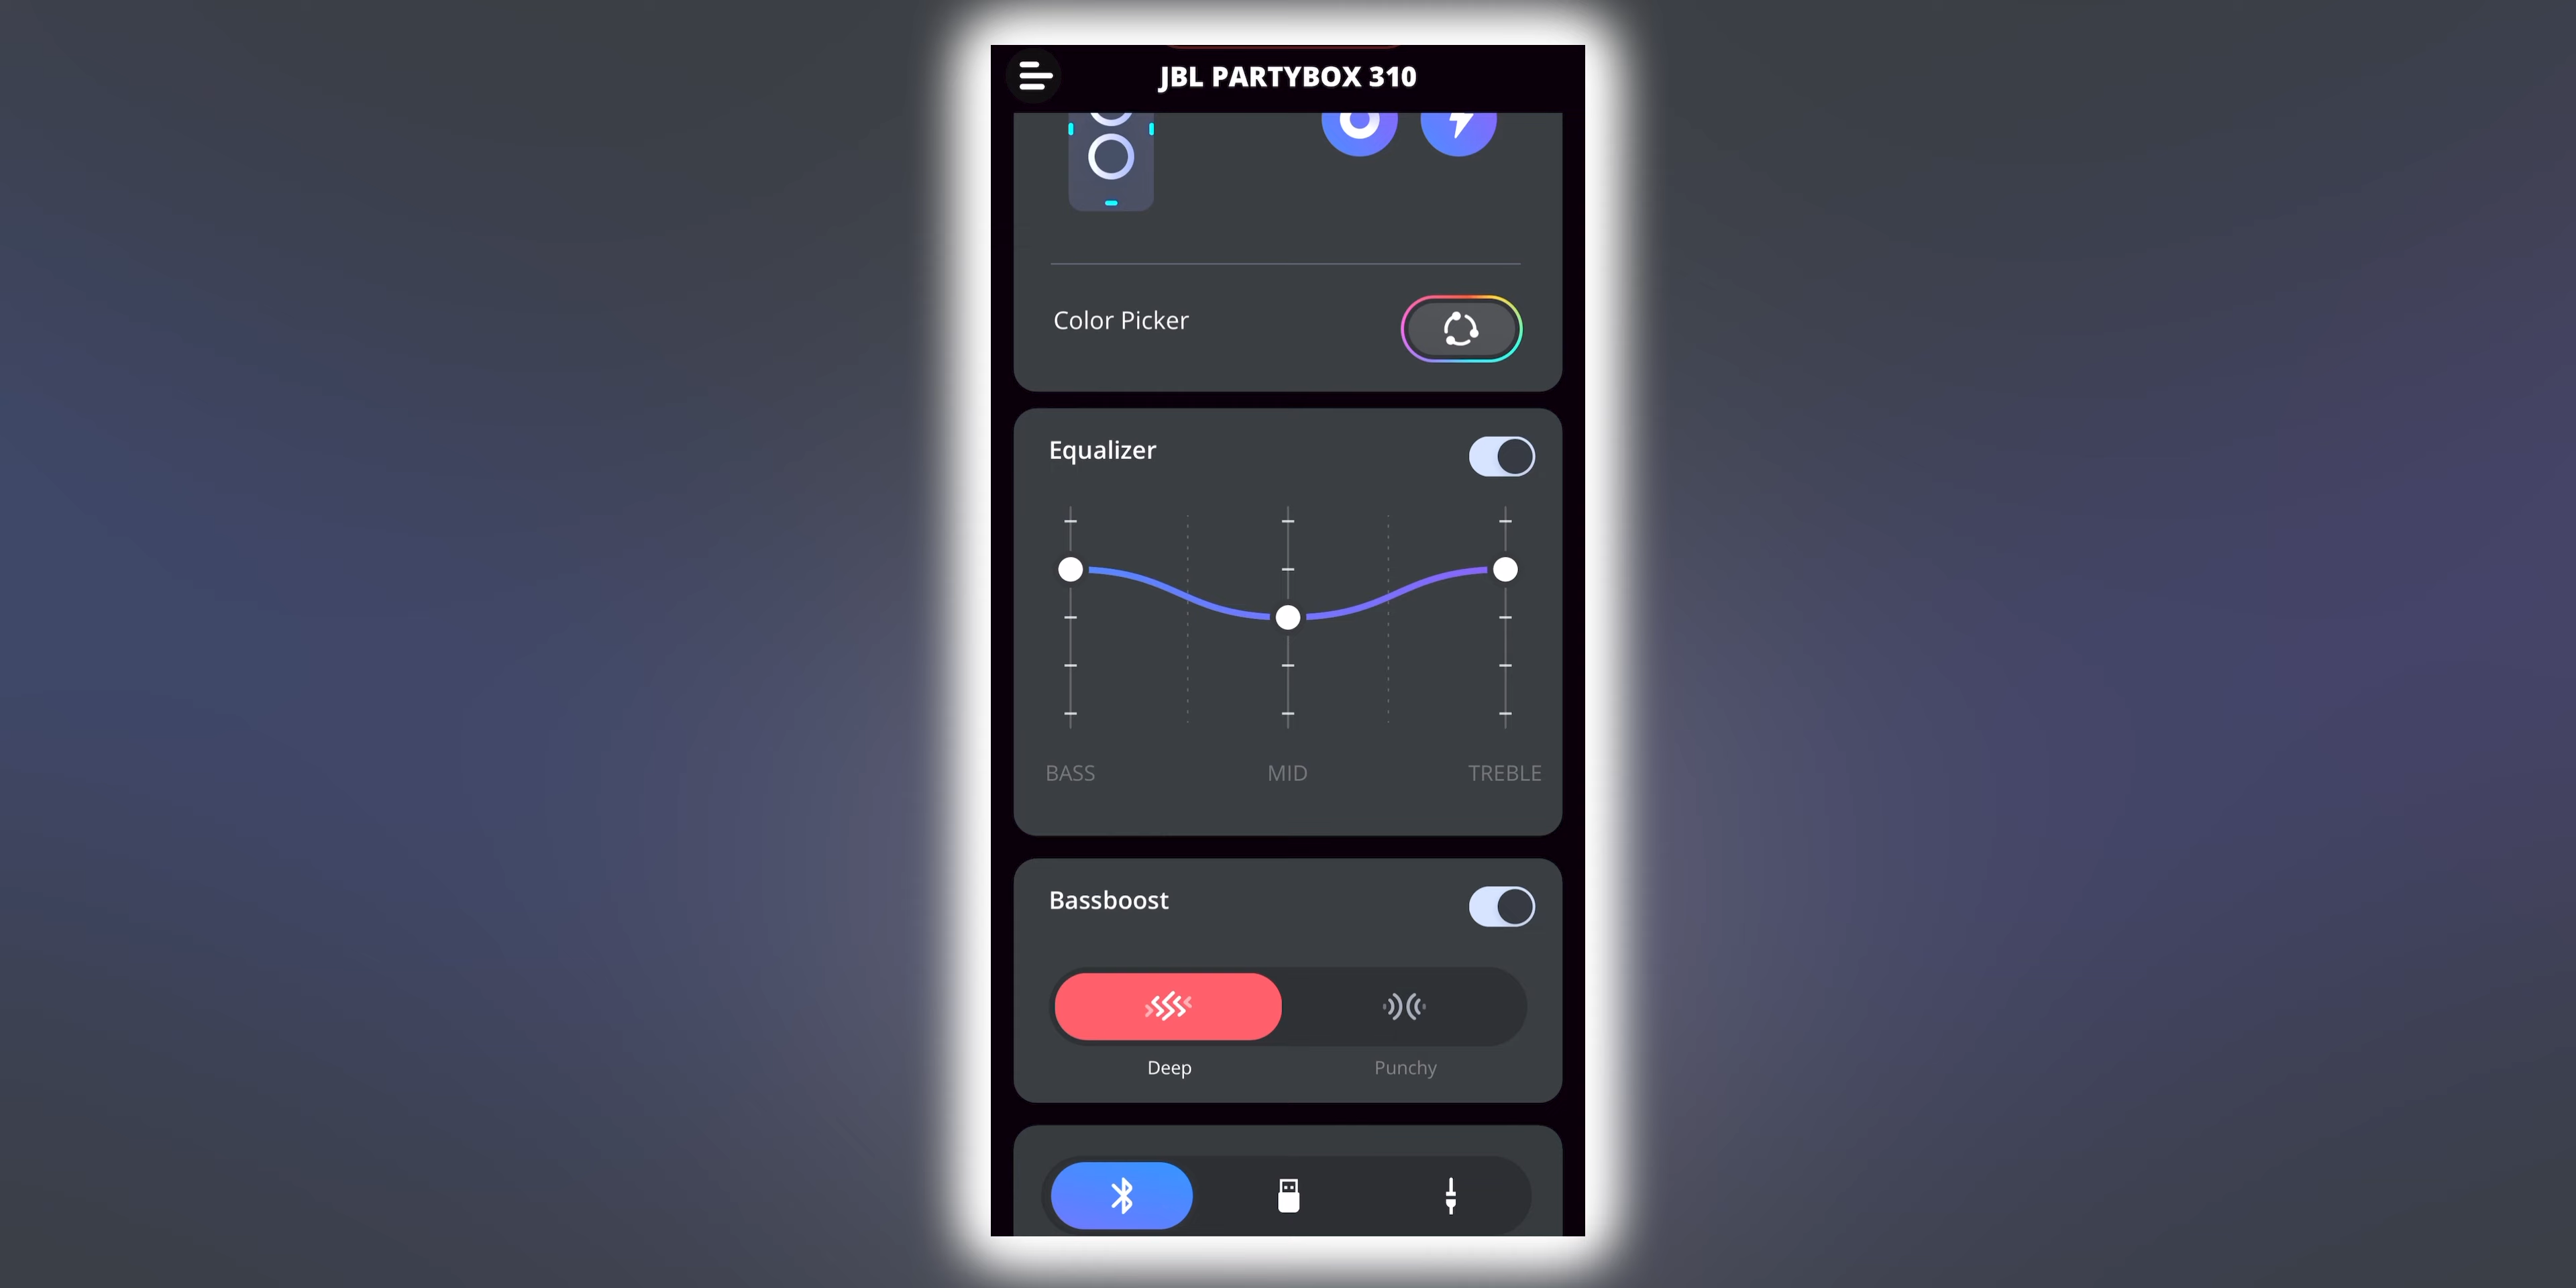 JBL PARTYBOX 310
Color Picker
Equalizer
BASS MID TREBLE
Bassboost
Deep Punchy